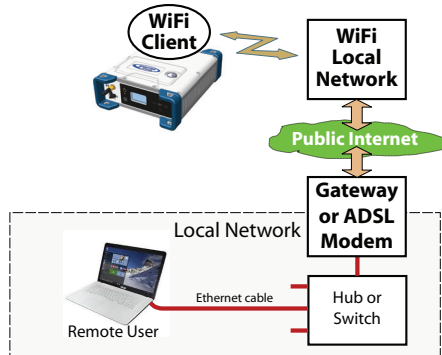 WiFi
Client
WiFi
Local
Network
Public Internet
Gateway
or ADSL
Modem
Local Network
Ethernet cable
Hub or
Switch
Remote User